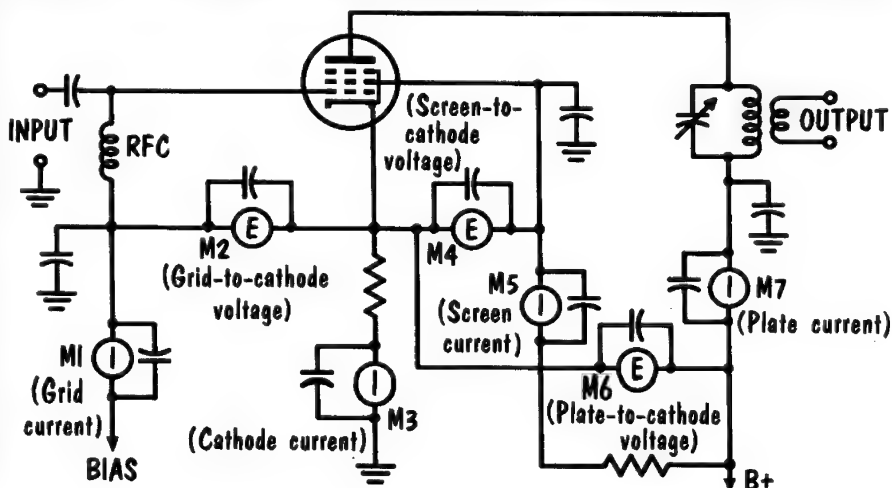 INPUT
RFC
(Screen-to-
cathode
voltage)
OUTPUT
E
M2
(Grid-to-cathode
voltage)
E
M4
M5
I
(Screen
current)
I
M7
(Plate current)
M1
I
(Grid
current)
BIAS
I
M3
(Cathode current)
E
M6
(Plate-to-cathode
voltage)
B+